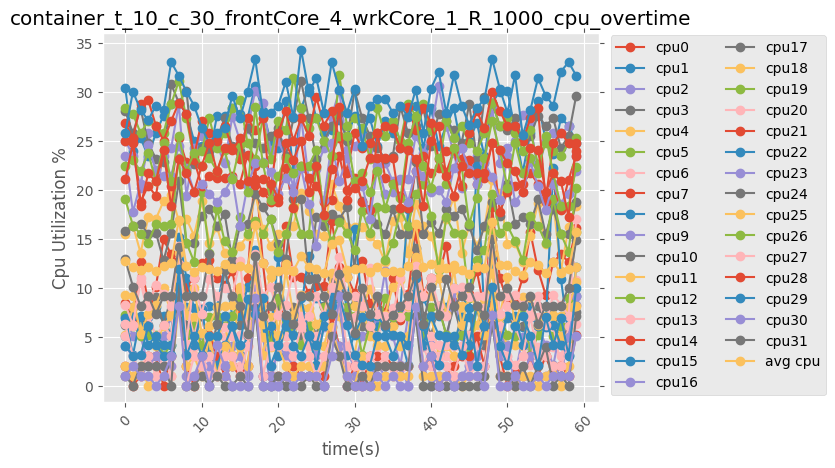 container_t_10_c_30_frontCore_4_wrkCore_1_R_1000_cpu_overtime
Cpu Utilization %
35
30
25
20
15
10
5
0
0
10
20
30
40
50
60
time(s)
cpu0
cpu1
cpu2
cpu3
cpu4
cpu5
cpu6
cpu7
cpu8
cpu9
cpu10
cpu11
cpu12
cpu13
cpu14
cpu15
cpu16
cpu17
cpu18
cpu19
cpu20
cpu21
cpu22
cpu23
cpu24
cpu25
cpu26
cpu27
cpu28
cpu29
cpu30
cpu31
avg cpu